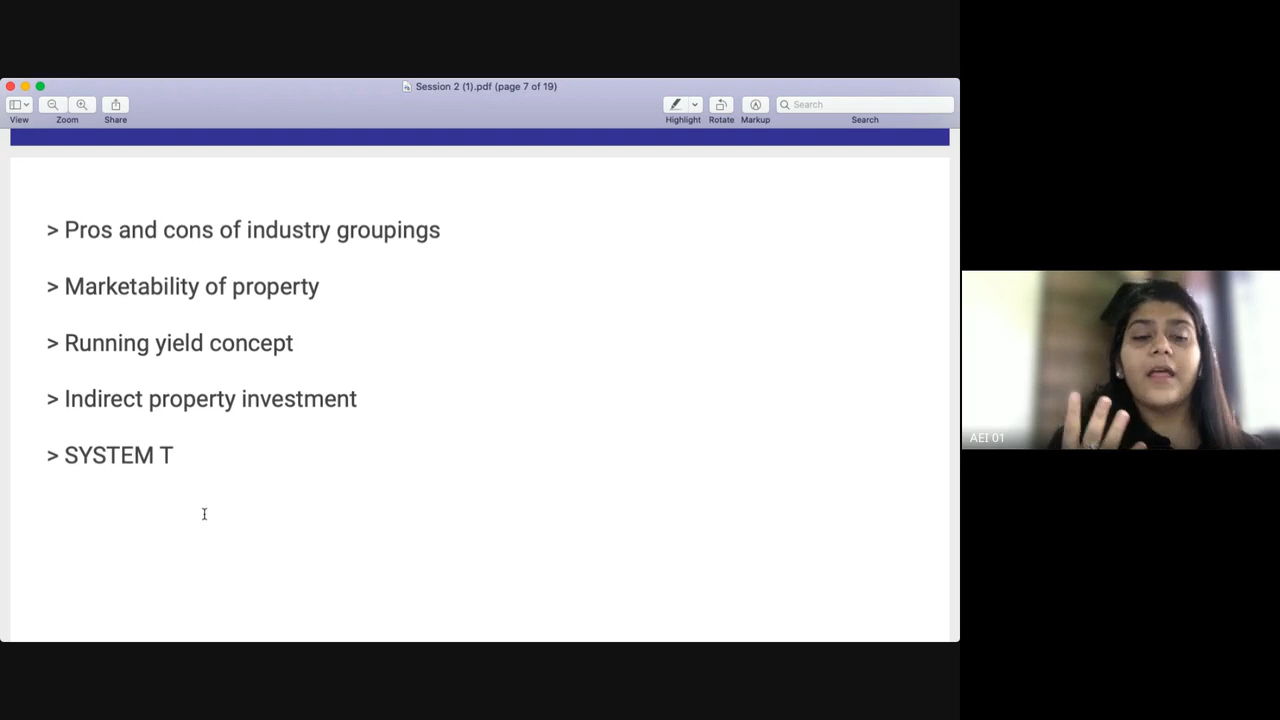 Session 2 (1).pdf (page 7 of 19)
View
Zoom
Share
Highlight
Rotate
Markup
Search
Search
> Pros and cons of industry groupings
> Marketability of property
> Running yield concept
> Indirect property investment
> SYSTEM T
AEI 01